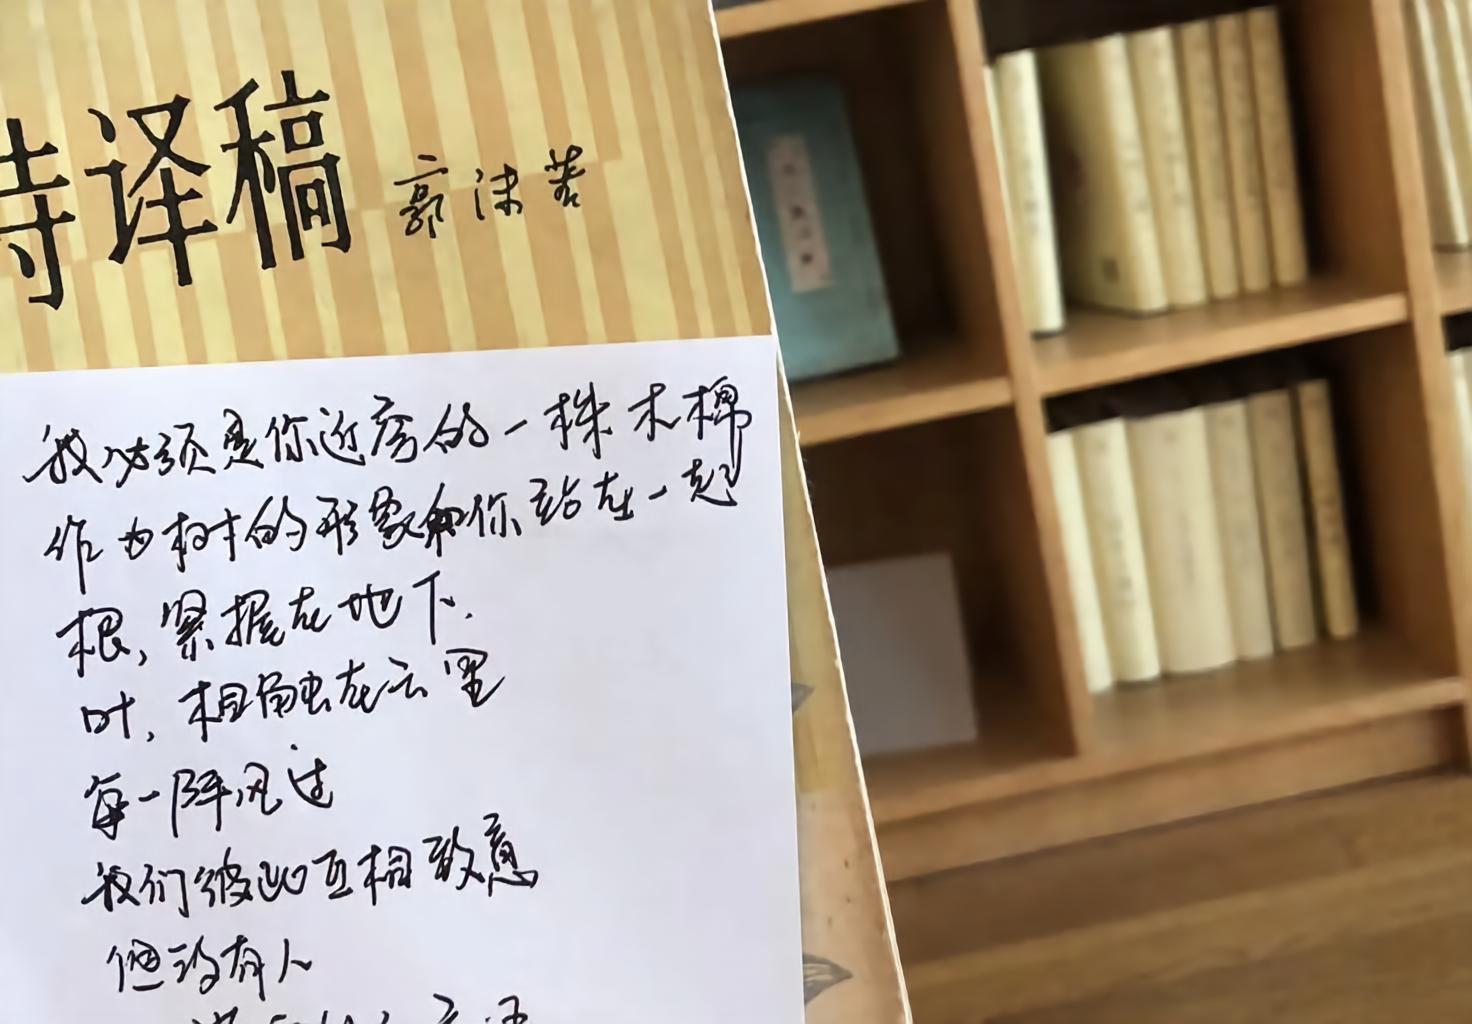 诗译稿 郭沫若
我必须是你近旁的一株木棉
作为树的形象和你站在一起
根，紧握在地下．
叶，相触在云里
每一阵风过
我们彼此互相致意
但没有人